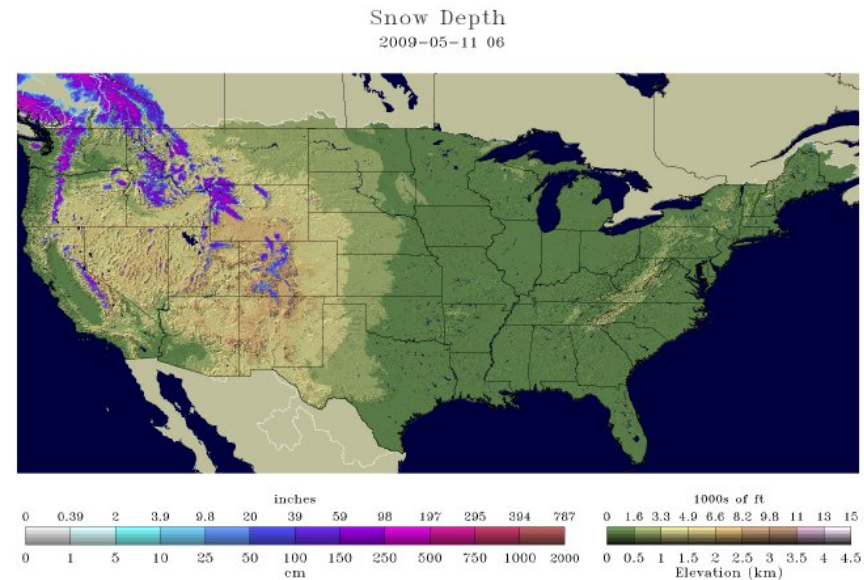 Snow Depth
2009-05-11 06
inches
0 0.39 2 3.9 9.8 20 39 59 98 197 295 394 787
0 1 5 10 25 50 100 150 250 500 750 1000 2000
cm
1000s of ft
0 1.6 3.3 4.9 6.6 8.2 9.8 11 13 15
0 0.5 1 1.5 2 2.5 3 3.5 4 4.5
Elevation (km)